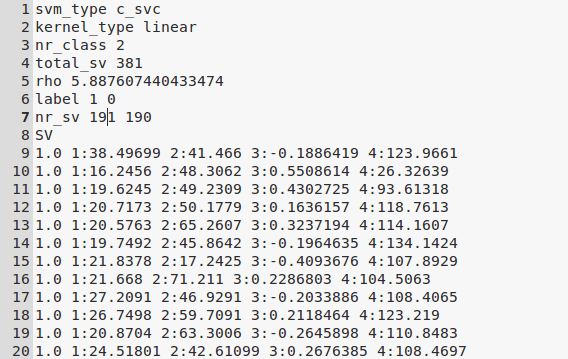 1 svm_type c_svc
2 kernel_type linear
3 nr_class 2
4 total_sv 381
5 rho 5.887607440433474
6 label 1 0
7 nr_sv 191 190
8 SV
9 1.0 1:38.49699 2:41.466 3:-0.1886419 4:123.9661
10 1.0 1:16.2456 2:48.3062 3:0.5508614 4:26.32639
11 1.0 1:19.6245 2:49.2309 3:0.4302725 4:93.61318
12 1.0 1:20.7173 2:50.1779 3:0.1636157 4:118.7613
13 1.0 1:20.5763 2:65.2607 3:0.3237194 4:114.1607
14 1.0 1:19.7492 2:45.8642 3:-0.1964635 4:134.1424
15 1.0 1:21.8378 2:17.2425 3:-0.4093676 4:107.8929
16 1.0 1:21.668 2:71.211 3:0.2286803 4:104.5063
17 1.0 1:27.2091 2:46.9291 3:-0.2033886 4:108.4065
18 1.0 1:26.7498 2:59.7091 3:0.2118464 4:123.219
19 1.0 1:20.8704 2:63.3006 3:-0.2645898 4:110.8483
20 1.0 1:24.51801 2:42.61099 3:0.2676385 4:108.4697